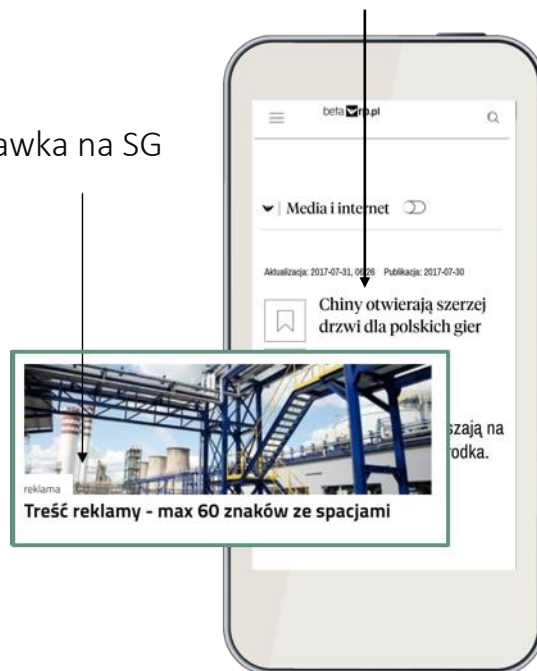 awka na SG
beta rp.pl
Media i internet
Aktualizacja: 2017-07-31, 06:26 Publikacja: 2017-07-30
Chiny otwierają szerzej
drzwi dla polskich gier
szają na
rodka.
reklama
Treść reklamy - max 60 znaków ze spacjami